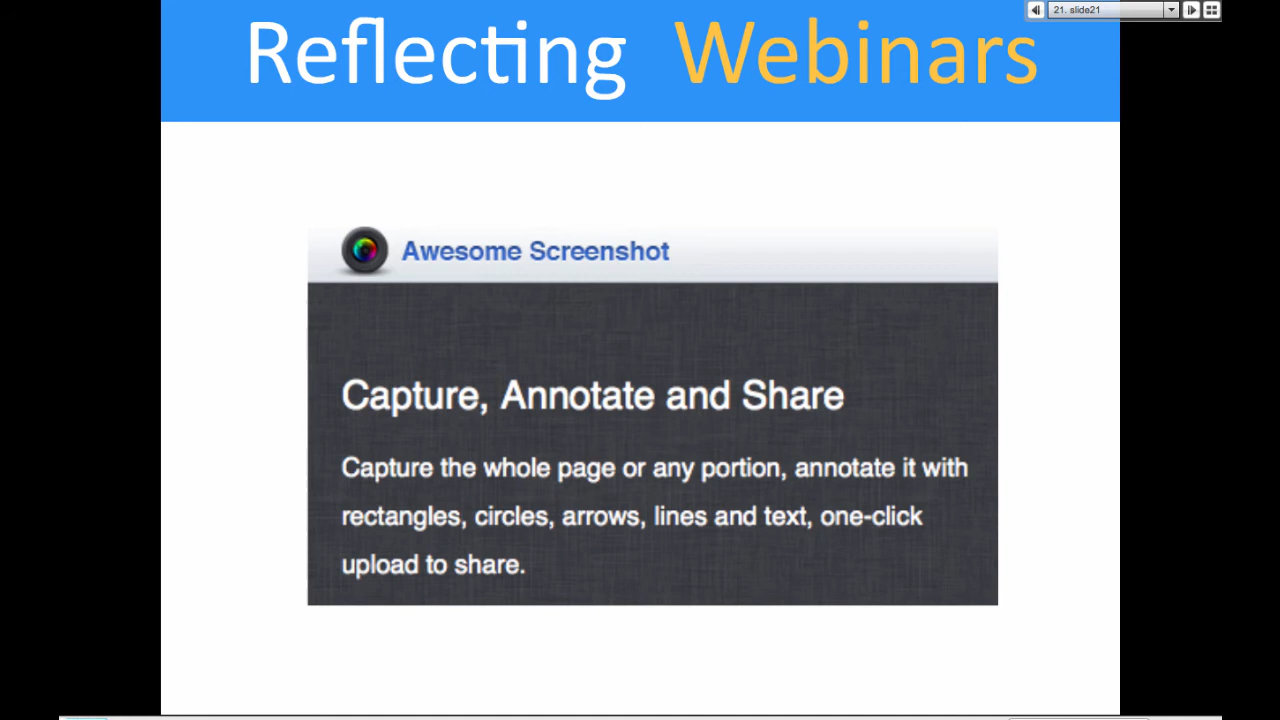 21. slide21
Reflecting Webinars
Awesome Screenshot
Capture, Annotate and Share
Capture the whole page or any portion, annotate it with
rectangles, circles, arrows, lines and text, one-click
upload to share.